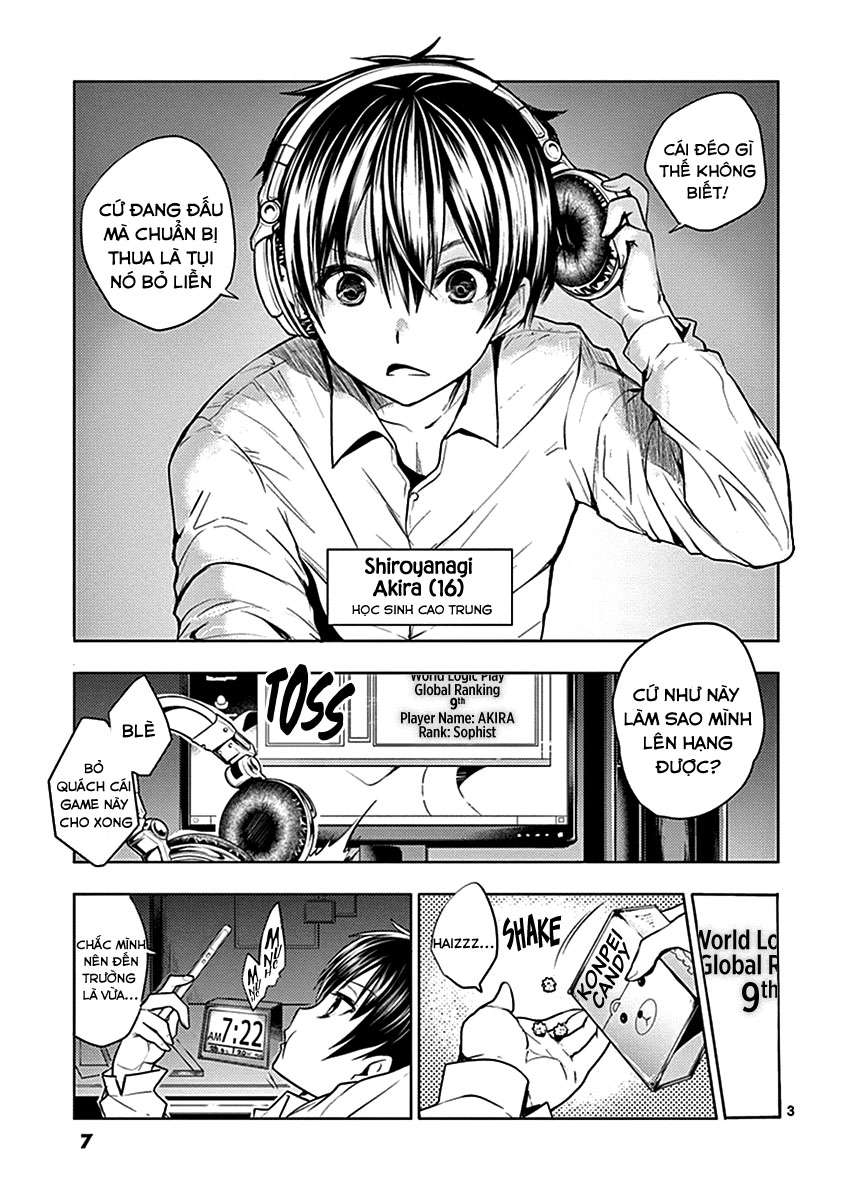 CÁI ĐÉO GÌ
THẾ KHÔNG
BIẾT!
CỨ ĐANG ĐẤU
MÀ CHUẨN BỊ
THUA LÀ TỤI
NÓ BỎ LIỀN
Shiroyanagi
Akira (16)
HỌC SINH CAO TRUNG
CỨ NHƯ NÀY
LÀM SAO MÌNH
LÊN HẠNG
ĐƯỢC?
World Logic Play
Global Ranking
9th
Player Name: AKIRA
Rank: Sophist
TOSS
BLÈ
BỎ
QUÁCH CÁI
GAME NÀY
CHO XONG
World Lo
Global R
9th
HAIZZZ...
SHAKE
KONPEI
CANDY
CHẮC MÌNH
NÊN ĐẾN
TRƯỜNG
LÀ VỪA...
AM 7:22
3
7